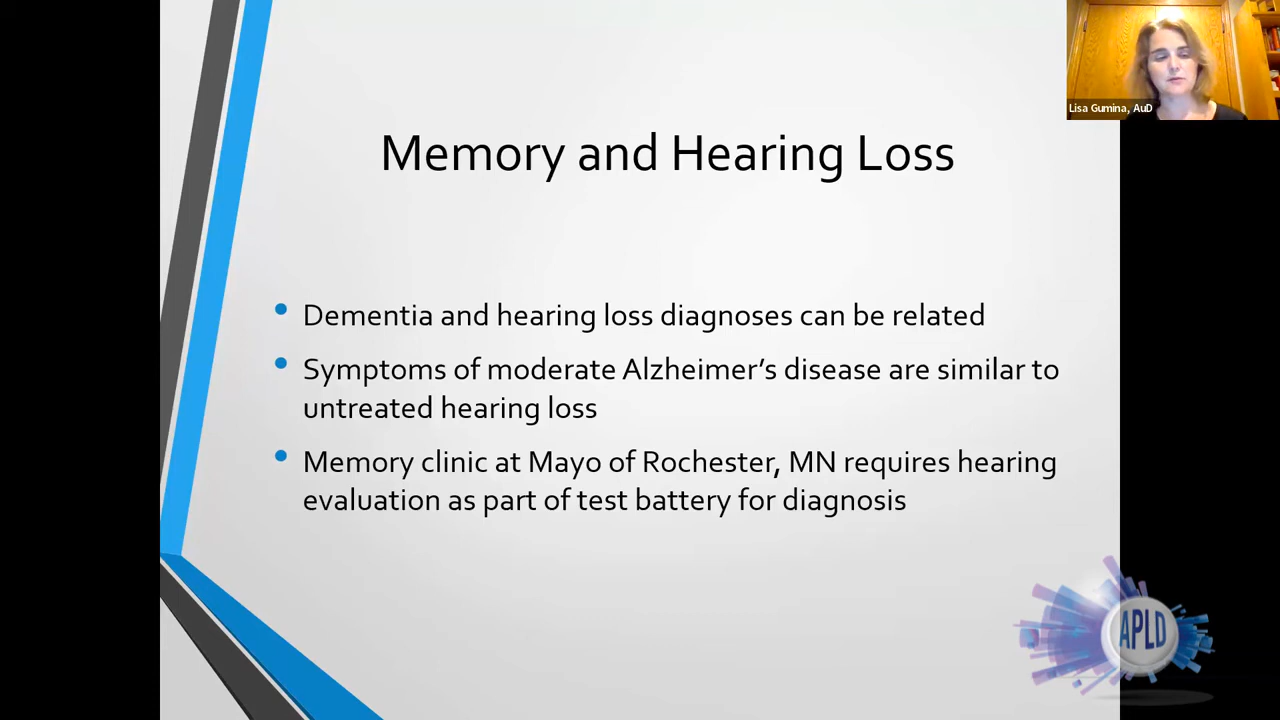 Lisa Gumina, AuD
Memory and Hearing Loss
Dementia and hearing loss diagnoses can be related
Symptoms of moderate Alzheimer’s disease are similar to
untreated hearing loss
Memory clinic at Mayo of Rochester, MN requires hearing
evaluation as part of test battery for diagnosis
APLD